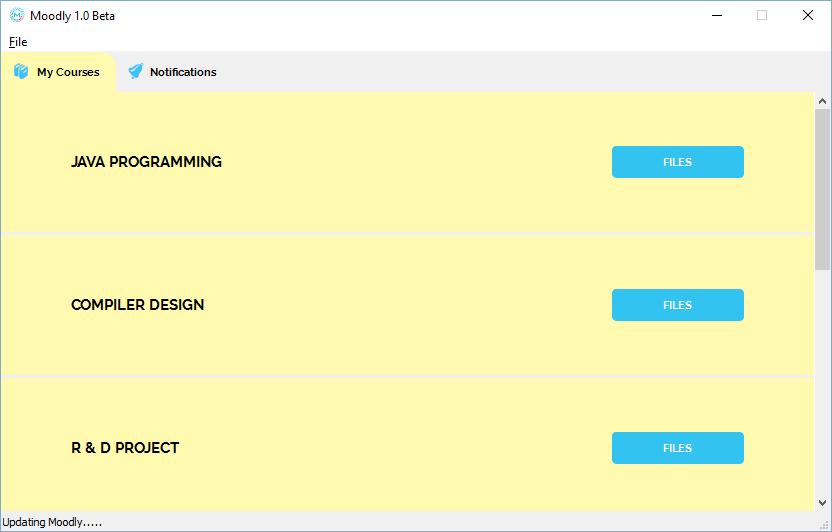 Moodly 1.0 Beta
File
My Courses
Notifications
JAVA PROGRAMMING
FILES
COMPILER DESIGN
FILES
R & D PROJECT
FILES
Updating Moodly.....